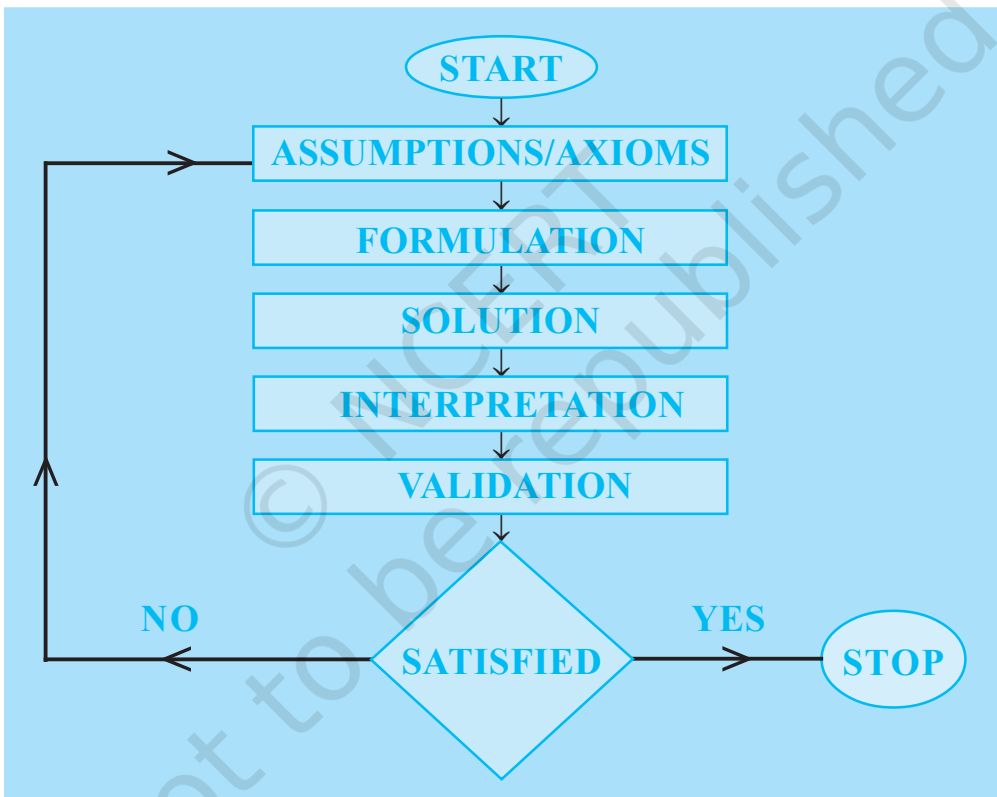 START
ASSUMPTIONS/AXIOMS
FORMULATION
SOLUTION
INTERPRETATION
VALIDATION
NO
YES
SATISFIED
STOP
© NCERT
not to be republished